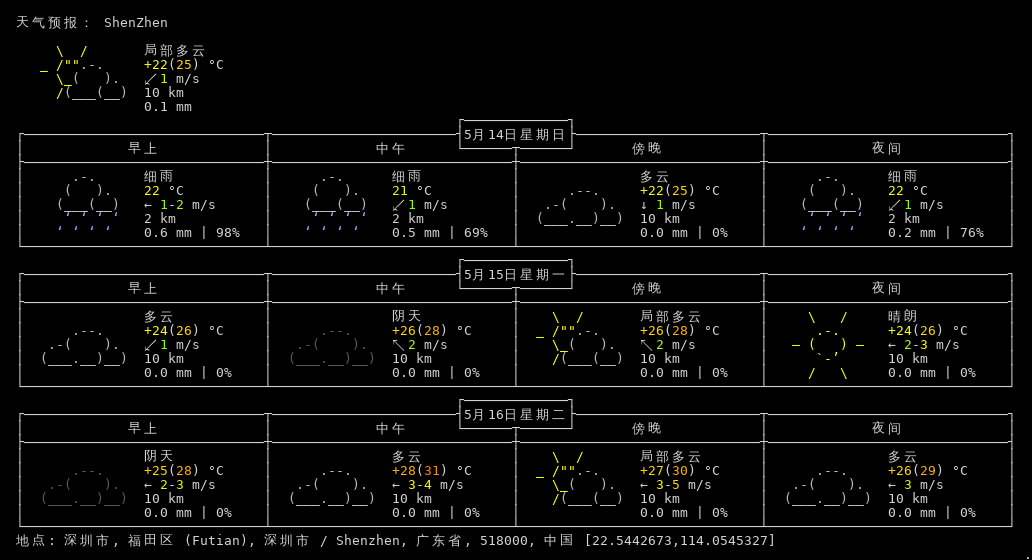 天气预报： ShenZhen
局部多云
+22(25) °C
↙ 1 m/s
10 km
0.1 mm
5月14日星期日
早上 中午 傍晚 夜间
细雨 细雨 多云 细雨
22 °C 21 °C +22(25) °C 22 °C
← 1-2 m/s ↙ 1 m/s ↓ 1 m/s ↙ 1 m/s
2 km 2 km 10 km 2 km
0.6 mm | 98% 0.5 mm | 69% 0.0 mm | 0% 0.2 mm | 76%
5月15日星期一
早上 中午 傍晚 夜间
多云 阴天 局部多云 晴朗
+24(26) °C +26(28) °C +26(28) °C +24(26) °C
↙ 1 m/s ↖ 2 m/s ↖ 2 m/s ← 2-3 m/s
10 km 10 km 10 km 10 km
0.0 mm | 0% 0.0 mm | 0% 0.0 mm | 0% 0.0 mm | 0%
5月16日星期二
早上 中午 傍晚 夜间
阴天 多云 局部多云 多云
+25(28) °C +28(31) °C +27(30) °C +26(29) °C
← 2-3 m/s ← 3-4 m/s ← 3-5 m/s ← 3 m/s
10 km 10 km 10 km 10 km
0.0 mm | 0% 0.0 mm | 0% 0.0 mm | 0% 0.0 mm | 0%
地点: 深圳市, 福田区 (Futian), 深圳市 / Shenzhen, 广东省, 518000, 中国 [22.5442673,114.0545327]